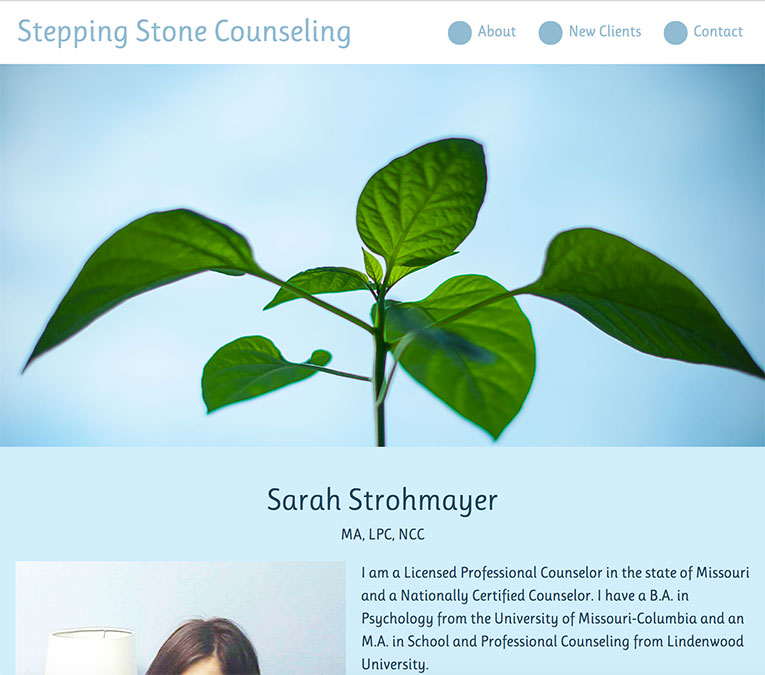 Stepping Stone Counseling
About
New Clients
Contact
Sarah Strohmayer
MA, LPC, NCC
I am a Licensed Professional Counselor in the state of Missouri
and a Nationally Certified Counselor. I have a B.A. in
Psychology from the University of Missouri-Columbia and an
M.A. in School and Professional Counseling from Lindenwood
University.